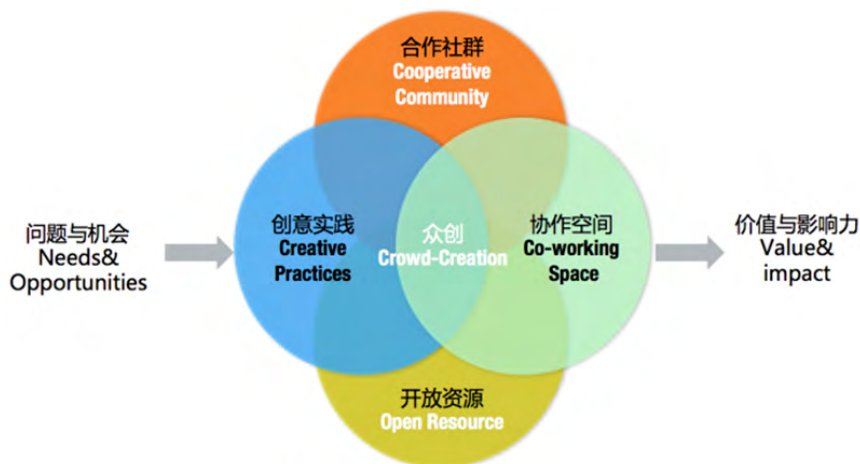 合作社群
Cooperative
Community
问题与机会
Needs&
Opportunities
创意实践
Creative
Practices
众创
Crowd-Creation
协作空间
Co-working
Space
价值与影响力
Value&
impact
开放资源
Open Resource